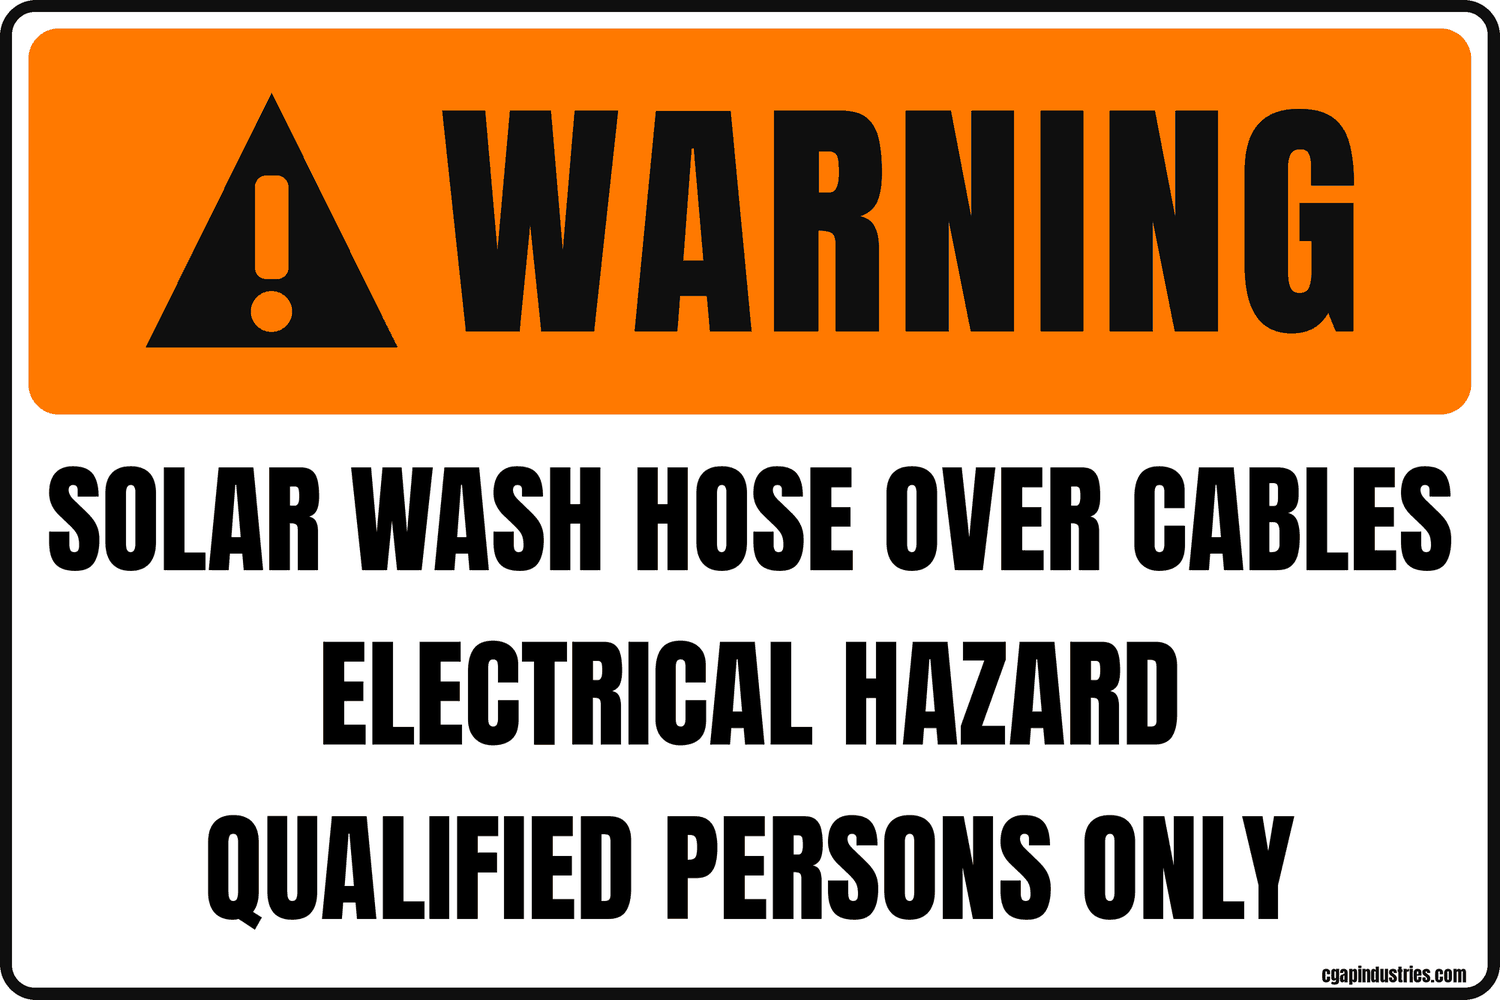 WARNING
SOLAR WASH HOSE OVER CABLES
ELECTRICAL HAZARD
QUALIFIED PERSONS ONLY
cgapindustries.com